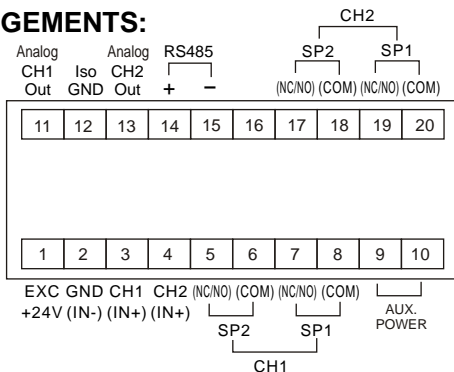 GEMENTS:
CH2
Analog Analog RS485 SP2 SP1
CH1 Iso CH2
Out GND Out + − (NC/NO) (COM) (NC/NO) (COM)
11 12 13 14 15 16 17 18 19 20
1 2 3 4 5 6 7 8 9 10
EXC GND CH1 CH2 (NC/NO) (COM) (NC/NO) (COM)
+24V (IN-) (IN+) (IN+) SP2 SP1 AUX.
POWER
CH1